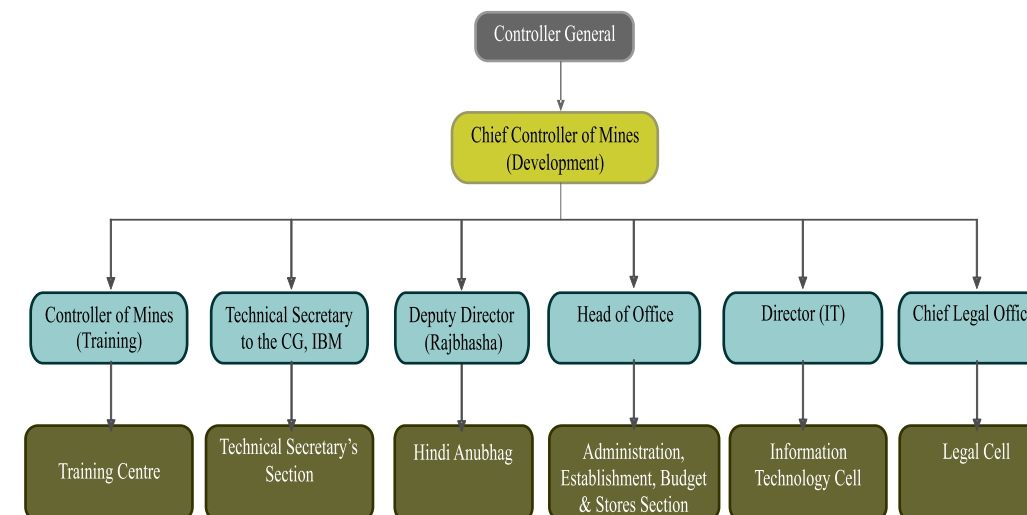 Controller General
Chief Controller of Mines
(Development)
Controller of Mines
(Training)
Technical Secretary
to the CG, IBM
Deputy Director
(Rajbhasha)
Head of Office
Director (IT)
Chief Legal
Training Centre
Technical Secretary’s
Section
Hindi Anubhag
Administration,
Establishment, Budget
& Stores Section
Information
Technology Cell
Legal Cell